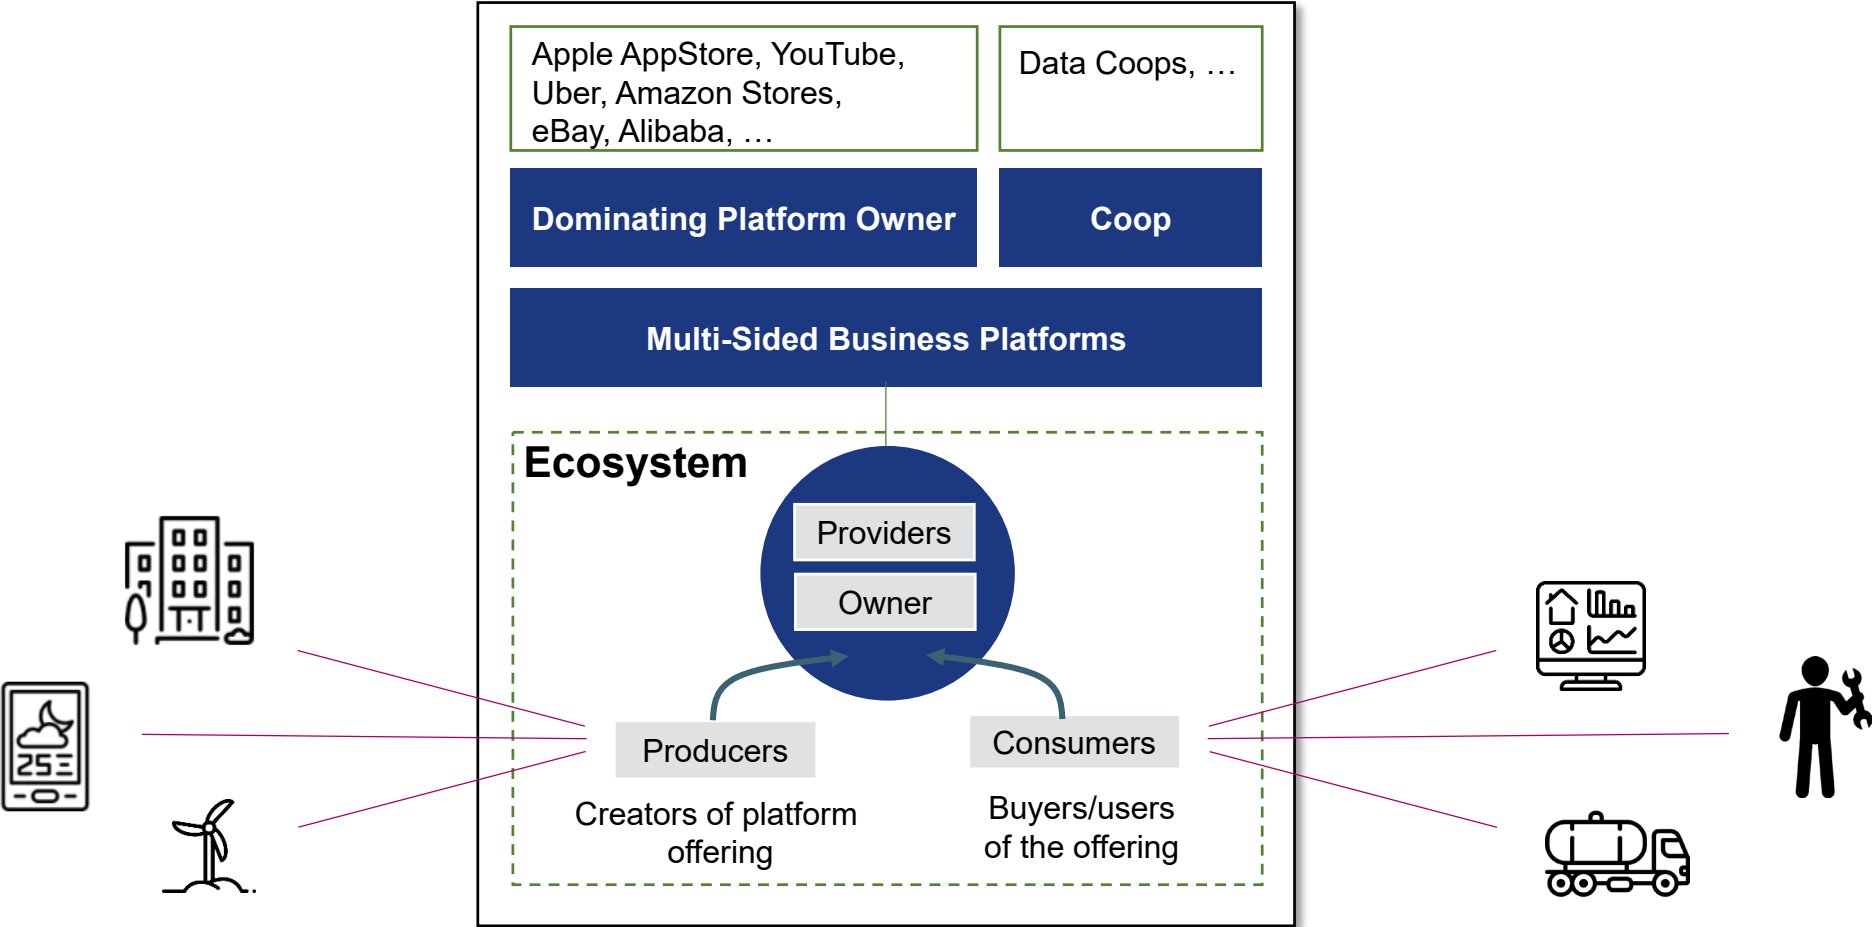 Apple AppStore, YouTube,
Uber, Amazon Stores,
eBay, Alibaba, …
Data Coops, …
Dominating Platform Owner
Coop
Multi-Sided Business Platforms
Ecosystem
Providers
Owner
Producers
Consumers
Creators of platform
offering
Buyers/users
of the offering
25